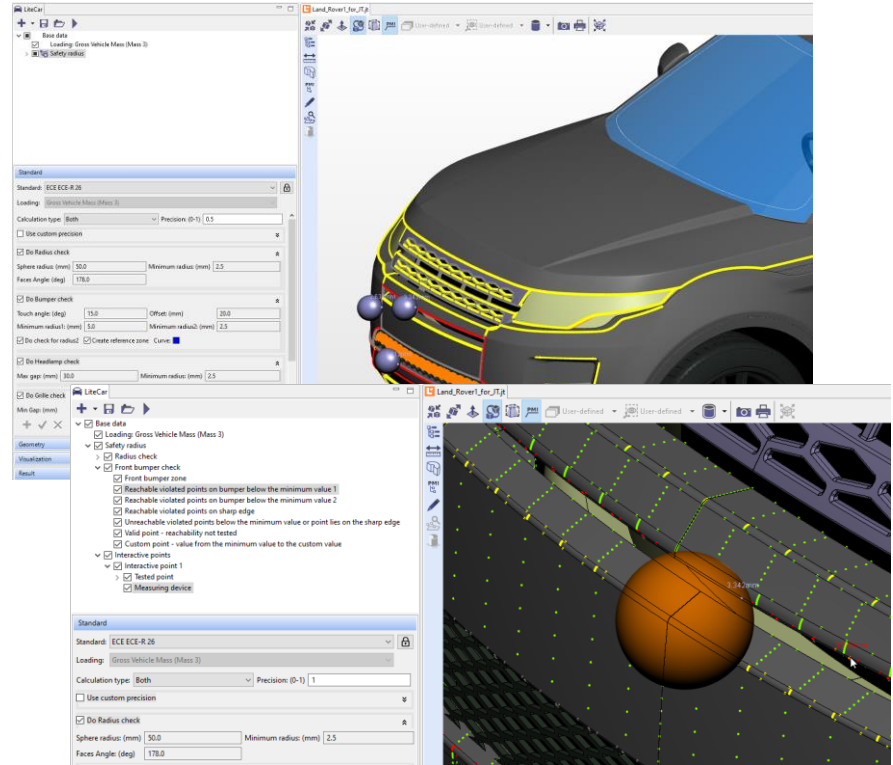 LiteCar
Base data
Loading: Gross Vehicle Mass (Mass 3)
Safety radius
Standard
Standard: ECE ECE-R 26
Loading: Gross Vehicle Mass (Mass 3)
Calculation type: Both Precision: (0-1) 0.5
Use custom precision
Do Radius check
Sphere radius: (mm) 50.0 Minimum radius: (mm) 2.5
Faces Angle: (deg) 178.0
Do Bumper check
Touch angle: (deg) 15.0 Offset: (mm) 20.0
Minimum radius1: (mm) 5.0 Minimum radius2: (mm) 2.5
Do check for radius2 Create reference zone Curve:
Do Headlamp check
Max gap: (mm) 30.0 Minimum radius: (mm) 2.5
Do Grille check
Min Gap: (mm)
Geometry
Visualization
Result
Land_Rover1_for_JT.jt
PMI User-defined User-defined
PMI
LiteCar
Base data
Loading: Gross Vehicle Mass (Mass 3)
Safety radius
Radius check
Front bumper check
Front bumper zone
Reachable violated points on bumper below the minimum value 1
Reachable violated points on bumper below the minimum value 2
Reachable violated points on sharp edge
Unreachable violated points below the minimum value or point lies on the sharp edge
Valid point - reachability not tested
Custom point - value from the minimum value to the custom value
Interactive points
Interactive point 1
Tested point
Measuring device
Standard
Standard: ECE ECE-R 26
Loading: Gross Vehicle Mass (Mass 3)
Calculation type: Both Precision: (0-1) 1
Use custom precision
Do Radius check
Sphere radius: (mm) 50.0 Minimum radius: (mm) 2.5
Faces Angle: (deg) 178.0
Land_Rover1_for_JT.jt
PMI User-defined User-defined
PMI
3.342mm